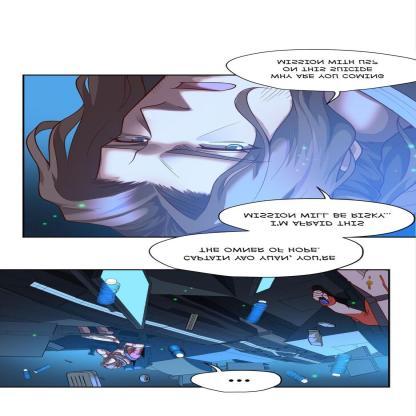 ...
CAPTAIN YAO YUAN, YOU'RE
THE OWNER OF HOPE.
I'M AFRAID THIS
MISSION WILL BE RISKY...
WHY ARE YOU COMING
ON THIS SUICIDE
MISSION WITH US?